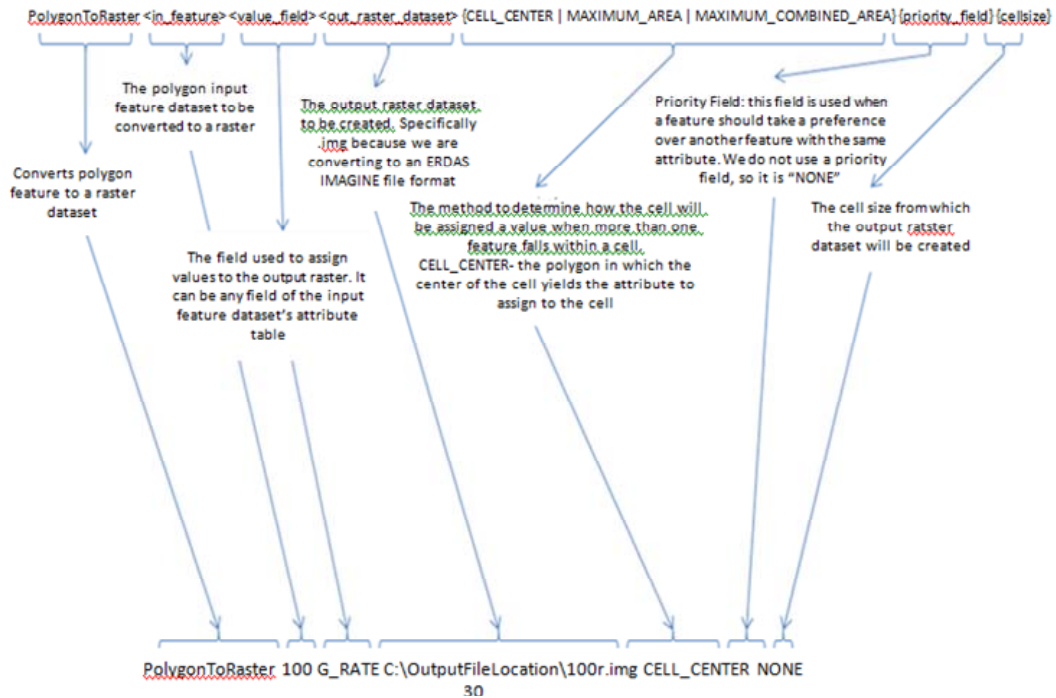 PolygonToRaster <in_feature> <value_field> <out_raster_dataset> {CELL_CENTER | MAXIMUM_AREA | MAXIMUM_COMBINED_AREA} {priority_field} {cellsize}
Converts polygon
feature to a raster
dataset
The polygon input
feature dataset to be
converted to a raster
The field used to assign
values to the output raster. It
can be any field of the input
feature dataset's attribute
table
The output raster dataset
to be created. Specifically
.img because we are
converting to an ERDAS
IMAGINE file format
The method to determine how the cell will
be assigned a value when more than one
feature falls within a cell.
CELL_CENTER- the polygon in which the
center of the cell yields the attribute to
assign to the cell
Priority Field: this field is used when
a feature should take a preference
over another feature with the same
attribute. We do not use a priority
field, so it is "NONE"
The cell size from which
the output ratster
dataset will be created
PolygonToRaster 100 G_RATE C:\OutputFileLocation\100r.img CELL_CENTER NONE
30